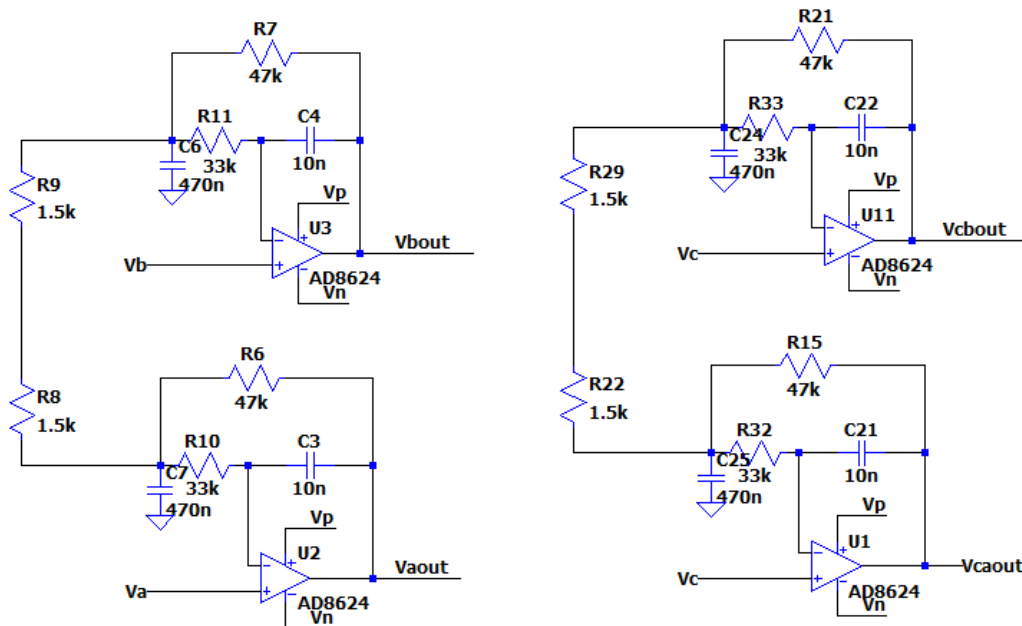 R7
47k
R11
C4
C6
33k
10n
470n
R9
1.5k
Vp
U3
Vb
Vbout
AD8624
Vn
R8
1.5k
R6
47k
R10
C3
C7
33k
10n
470n
Vp
U2
Va
Vaout
AD8624
Vn
R21
47k
R33
C22
C24
33k
10n
470n
R29
1.5k
Vp
U11
Vc
Vcbout
AD8624
Vn
R22
1.5k
R15
47k
R32
C21
C25
33k
10n
470n
Vp
U1
Vc
Vcaout
AD8624
Vn